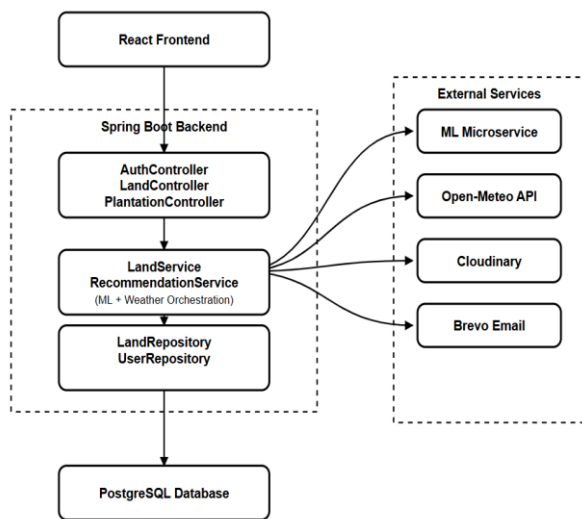 React Frontend
Spring Boot Backend
AuthController
LandController
PlantationController
LandService
RecommendationService
(ML + Weather Orchestration)
LandRepository
UserRepository
PostgreSQL Database
External Services
ML Microservice
Open-Meteo API
Cloudinary
Brevo Email